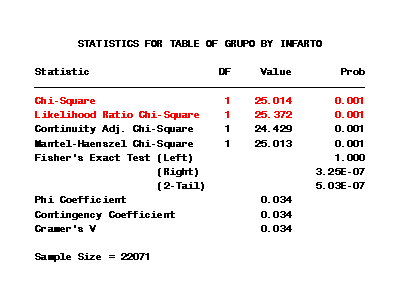 STATISTICS FOR TABLE OF GRUPO BY INFARTO
Statistic DF Value Prob
Chi-Square 1 25.014 0.001
Likelihood Ratio Chi-Square 1 25.372 0.001
Continuity Adj. Chi-Square 1 24.429 0.001
Mantel-Haenszel Chi-Square 1 25.013 0.001
Fisher's Exact Test (Left) 1.000
(Right) 3.25E-07
(2-Tail) 5.03E-07
Phi Coefficient 0.034
Contingency Coefficient 0.034
Cramer's V 0.034
Sample Size = 22071